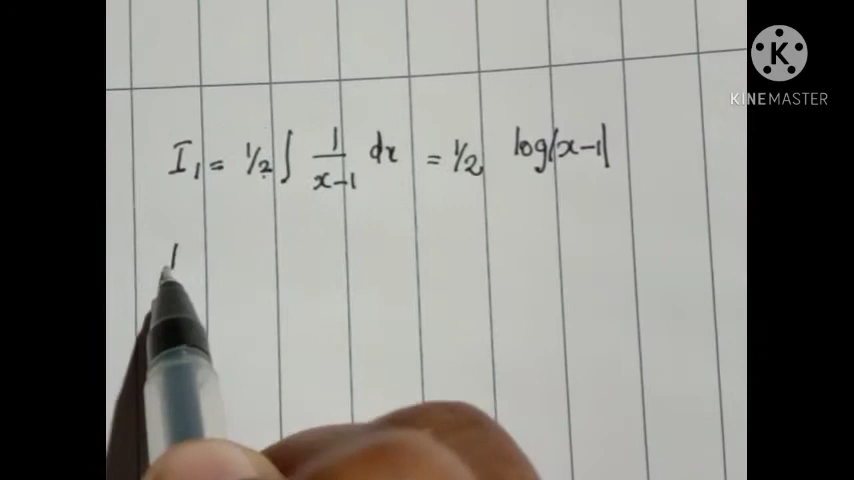 K
KINEMASTER
I₁ = 1/2 ∫ 1/(x-1) dx = 1/2 log|x-1|